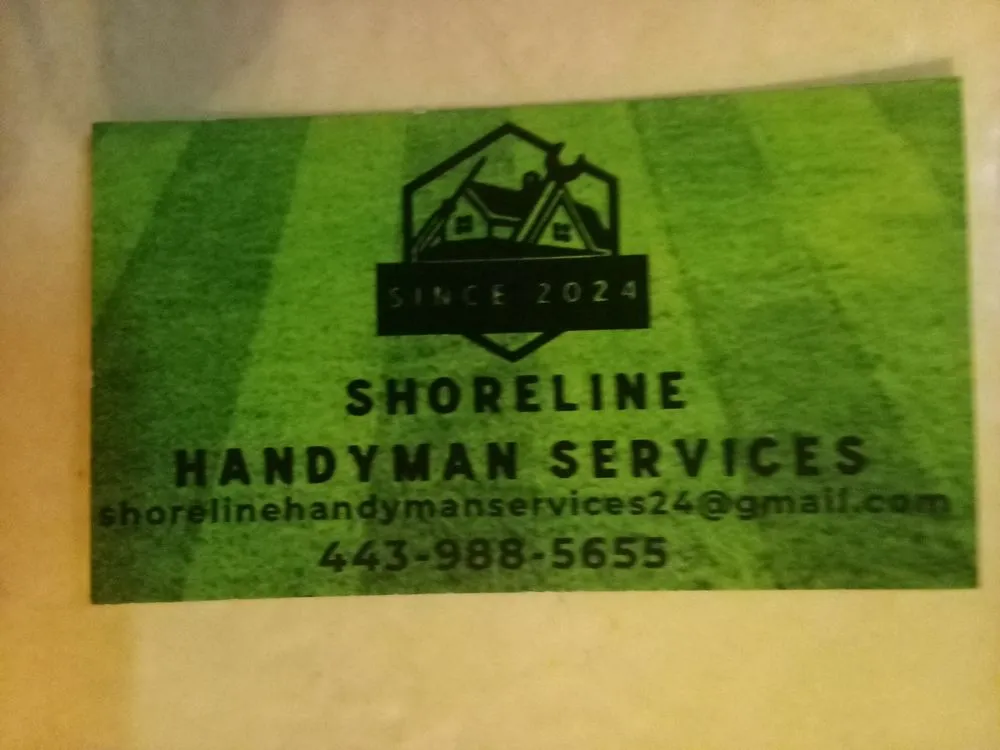 SINCE 2024
SHORELINE
HANDYMAN SERVICES
shorelinehandymanservices24@gmail.com
443-988-5655